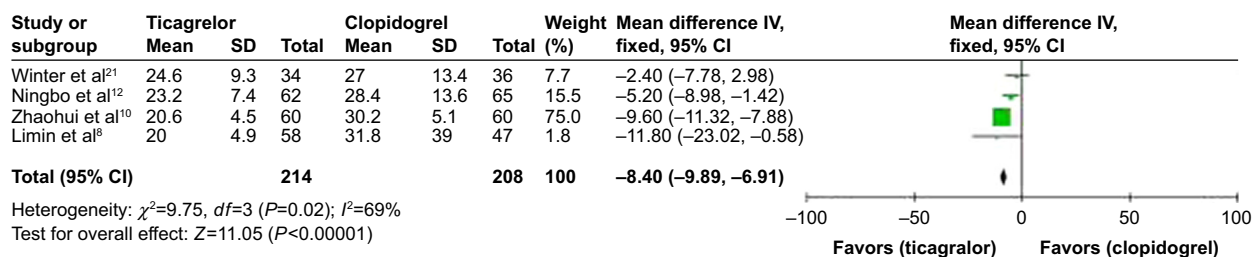 Study or Ticagrelor Clopidogrel Weight Mean difference IV, Mean difference IV,
subgroup Mean SD Total Mean SD Total (%) fixed, 95% CI fixed, 95% CI
Winter et al21 24.6 9.3 34 27 13.4 36 7.7 –2.40 (–7.78, 2.98)
Ningbo et al12 23.2 7.4 62 28.4 13.6 65 15.5 –5.20 (–8.98, –1.42)
Zhaohui et al10 20.6 4.5 60 30.2 5.1 60 75.0 –9.60 (–11.32, –7.88)
Limin et al8 20 4.9 58 31.8 39 47 1.8 –11.80 (–23.02, –0.58)
Total (95% CI) 214 208 100 –8.40 (–9.89, –6.91)
Heterogeneity: χ2=9.75, df=3 (P=0.02); I2=69%
Test for overall effect: Z=11.05 (P<0.00001)
–100 –50 0 50 100
Favors (ticagralor) Favors (clopidogrel)